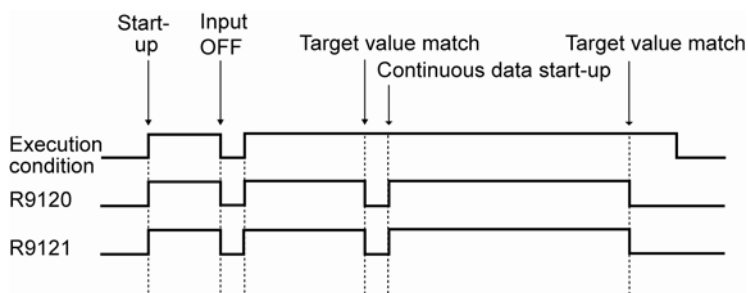 Start-
up
Input
OFF
Target value match
Target value match
Continuous data start-up
Execution
condition
R9120
R9121